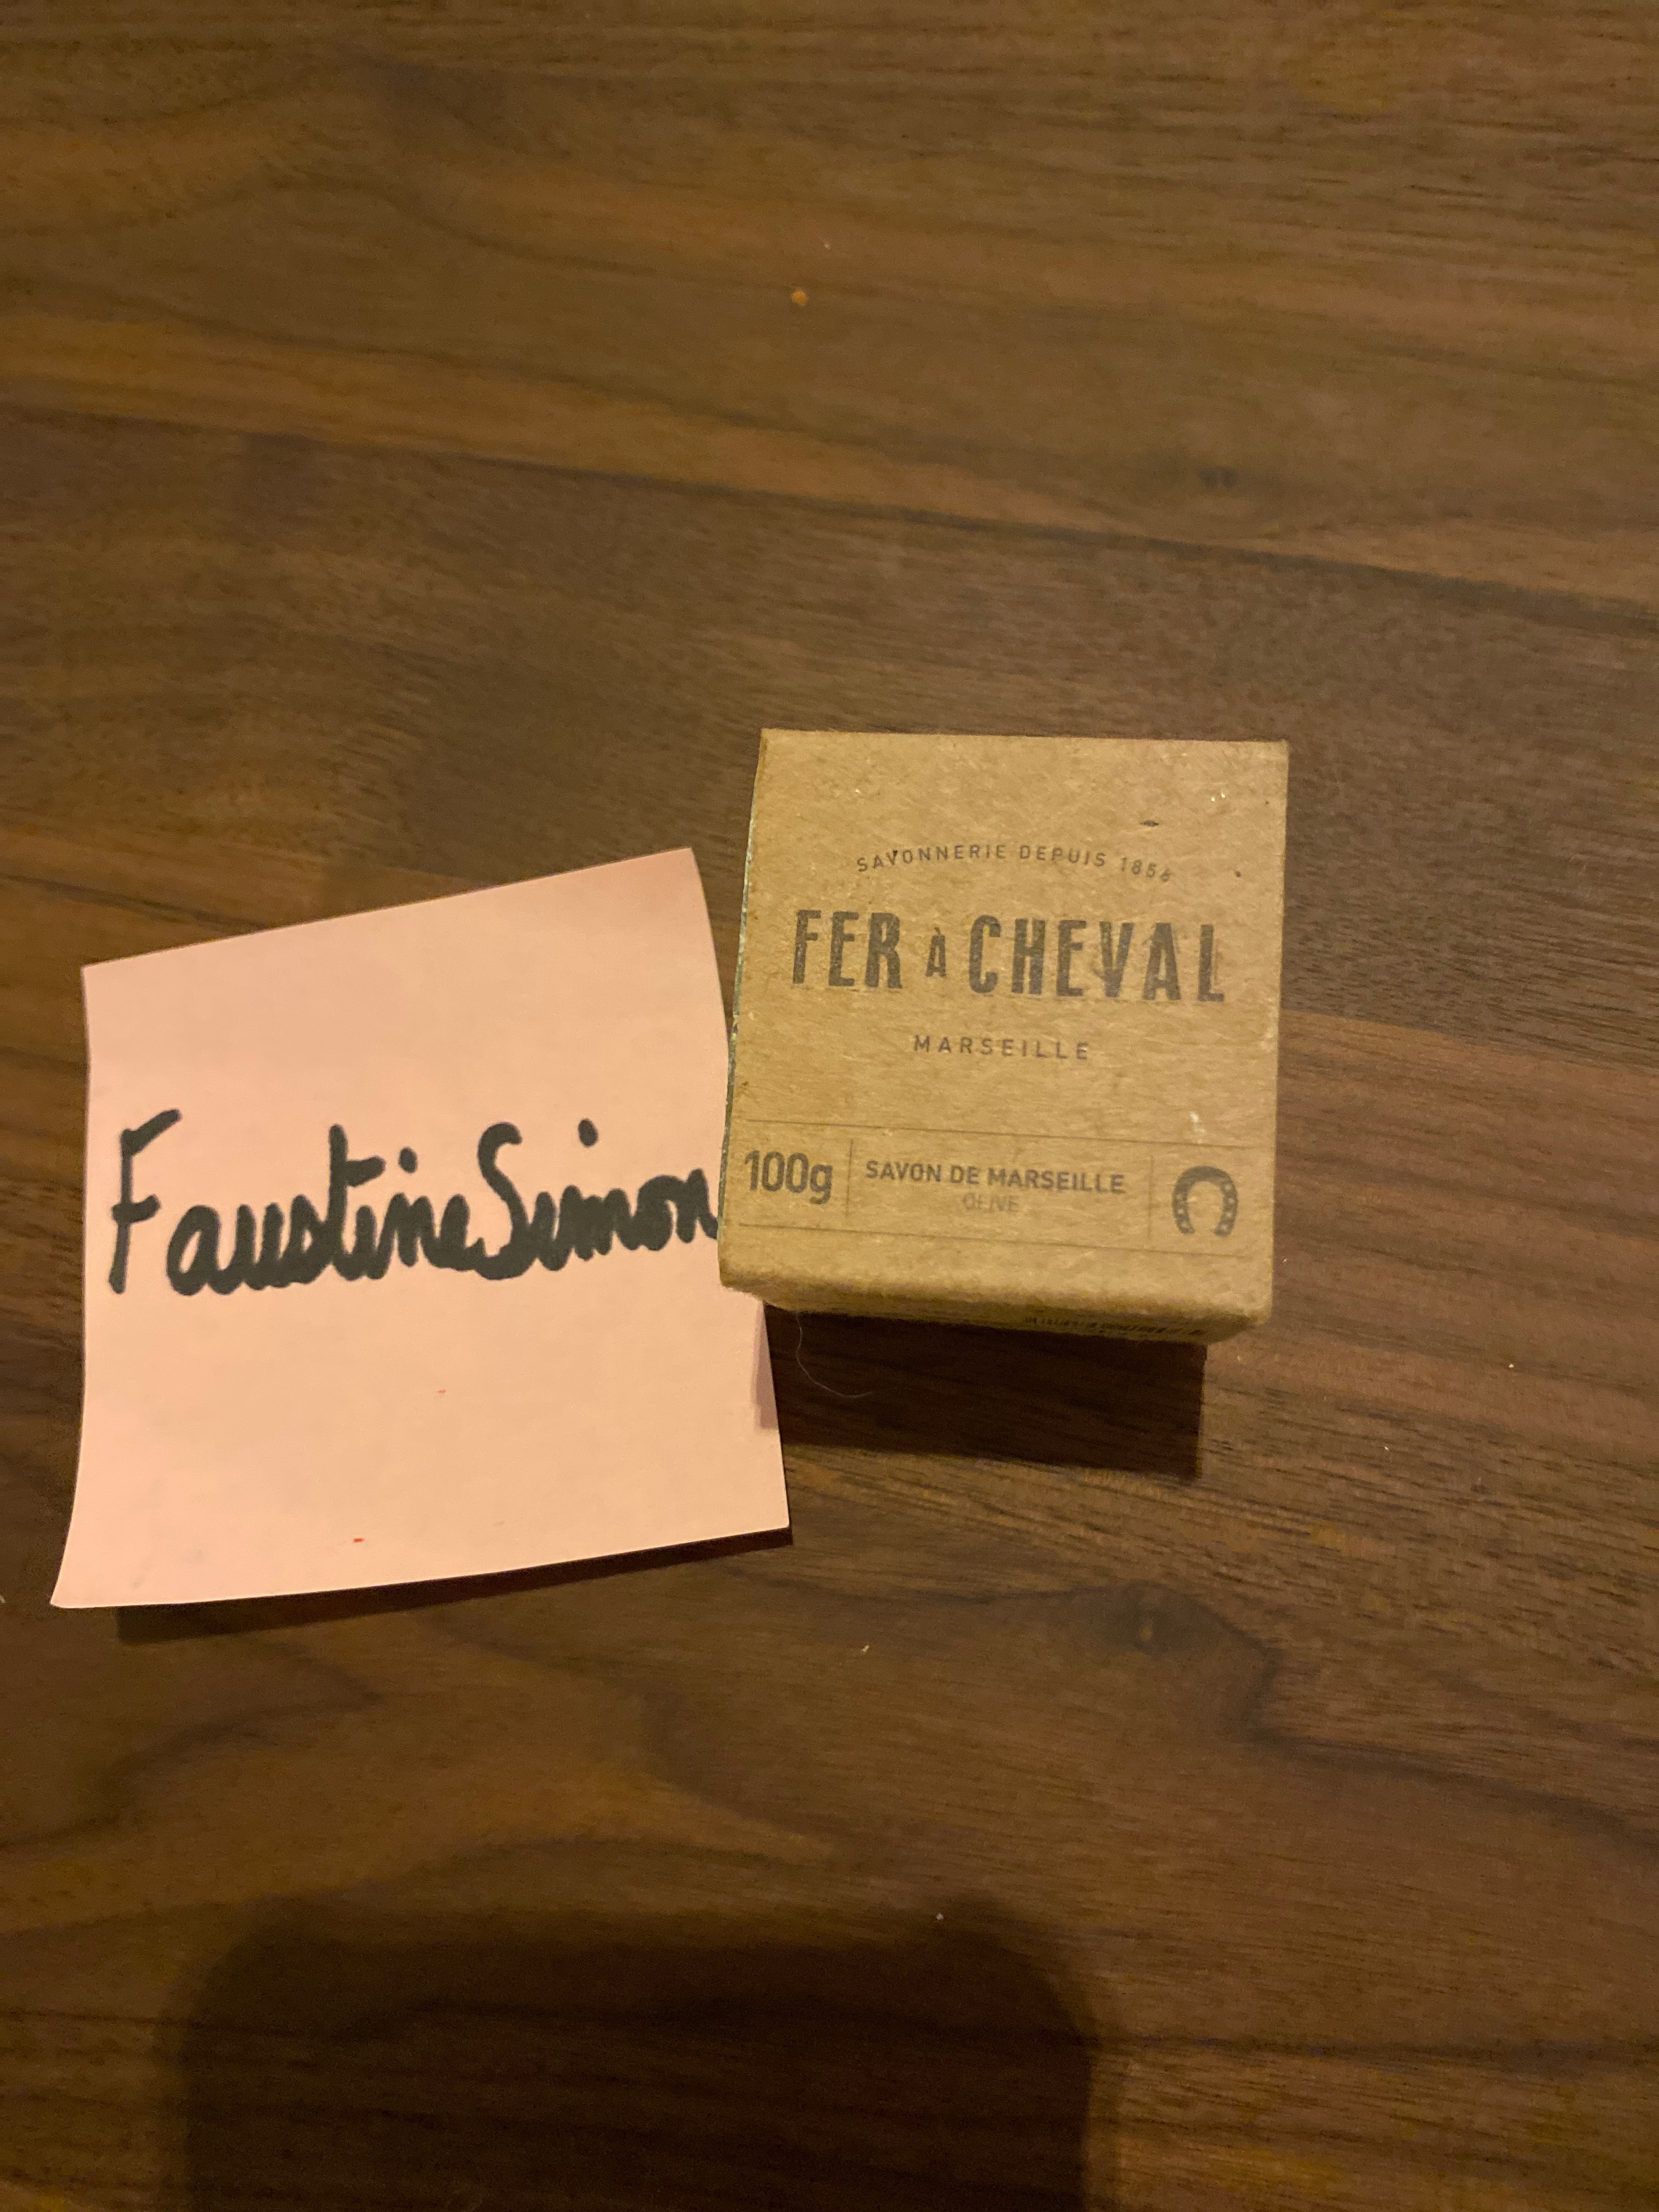 FaustineSimon
SAVONNERIE DEPUIS 1856
FER À CHEVAL
MARSEILLE
100g
SAVON DE MARSEILLE
OLIVE